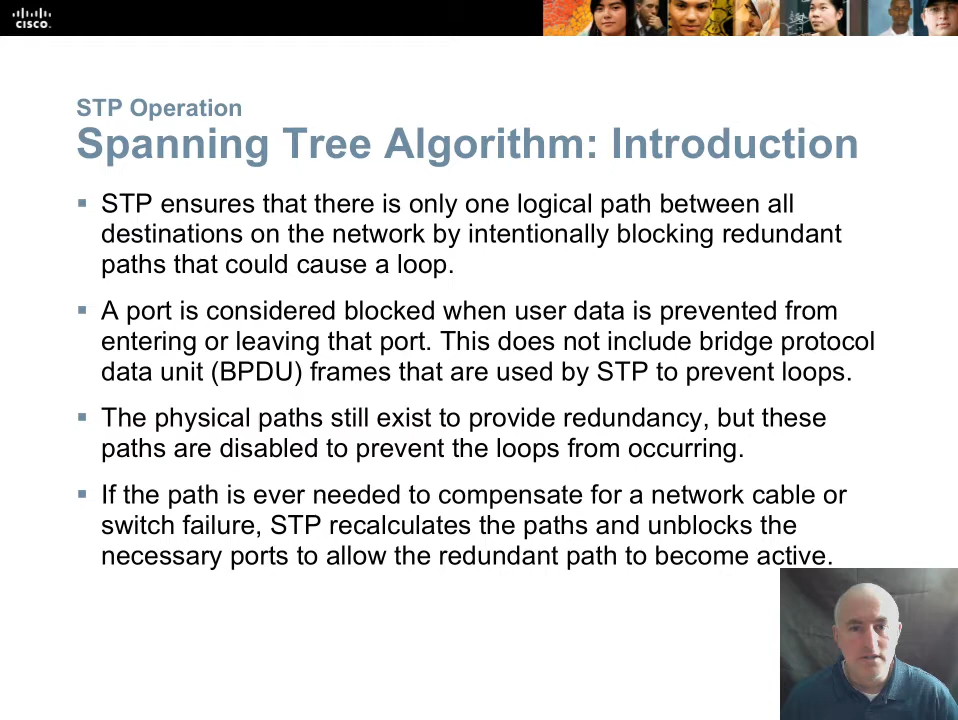 cisco.
STP Operation
Spanning Tree Algorithm: Introduction
▪ STP ensures that there is only one logical path between all
destinations on the network by intentionally blocking redundant
paths that could cause a loop.
▪ A port is considered blocked when user data is prevented from
entering or leaving that port. This does not include bridge protocol
data unit (BPDU) frames that are used by STP to prevent loops.
▪ The physical paths still exist to provide redundancy, but these
paths are disabled to prevent the loops from occurring.
▪ If the path is ever needed to compensate for a network cable or
switch failure, STP recalculates the paths and unblocks the
necessary ports to allow the redundant path to become active.